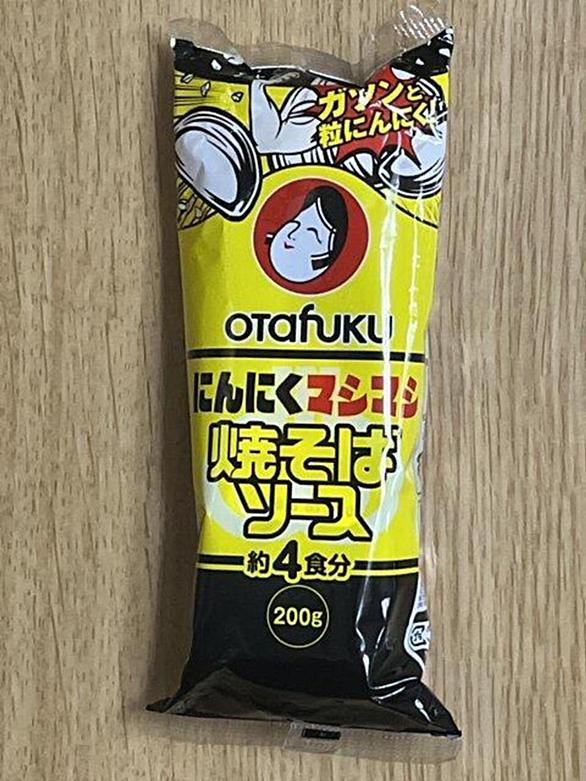 ガツンと
粒にんにく!
OTAFUKU
にんにくマシマシ
焼そば
ソース
約4食分
200g